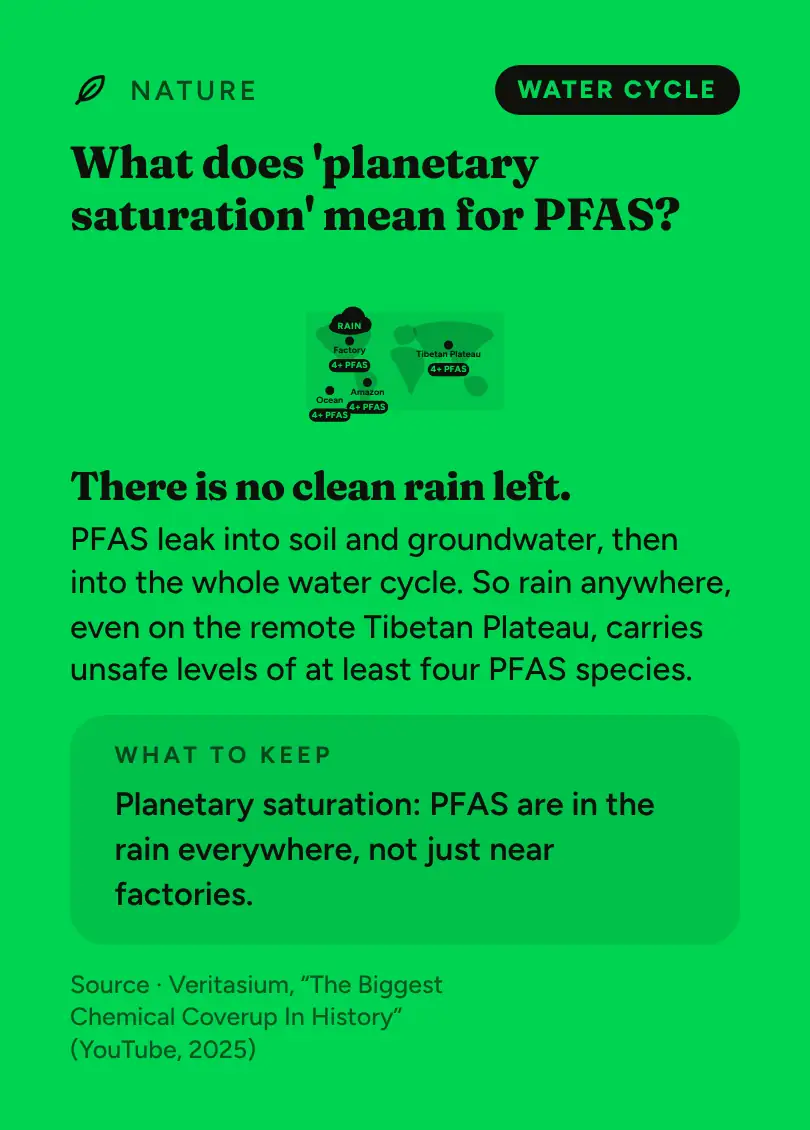 NATURE
WATER CYCLE
What does 'planetary
saturation' mean for PFAS?
RAIN
Factory
4+ PFAS
Tibetan Plateau
4+ PFAS
Ocean
4+ PFAS
Amazon
4+ PFAS
There is no clean rain left.
PFAS leak into soil and groundwater, then
into the whole water cycle. So rain anywhere,
even on the remote Tibetan Plateau, carries
unsafe levels of at least four PFAS species.
WHAT TO KEEP
Planetary saturation: PFAS are in the
rain everywhere, not just near
factories.
Source · Veritasium, “The Biggest
Chemical Coverup In History”
(YouTube, 2025)